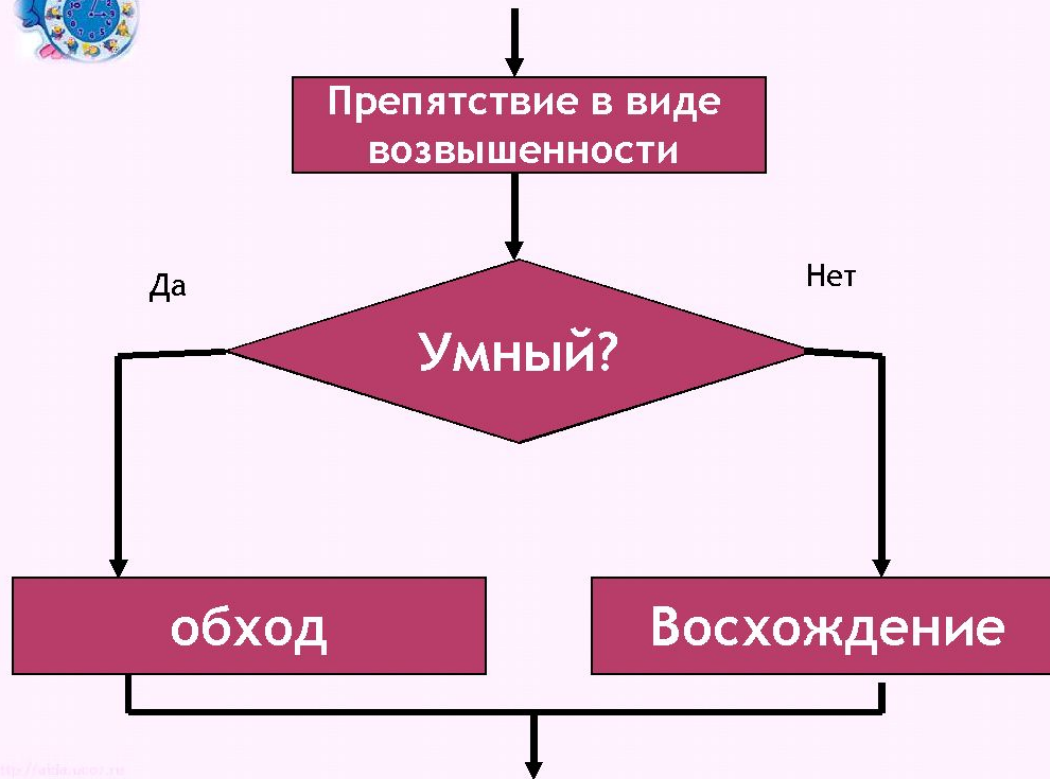 Препятствие в виде
возвышенности
Да
Нет
Умный?
обход
Восхождение